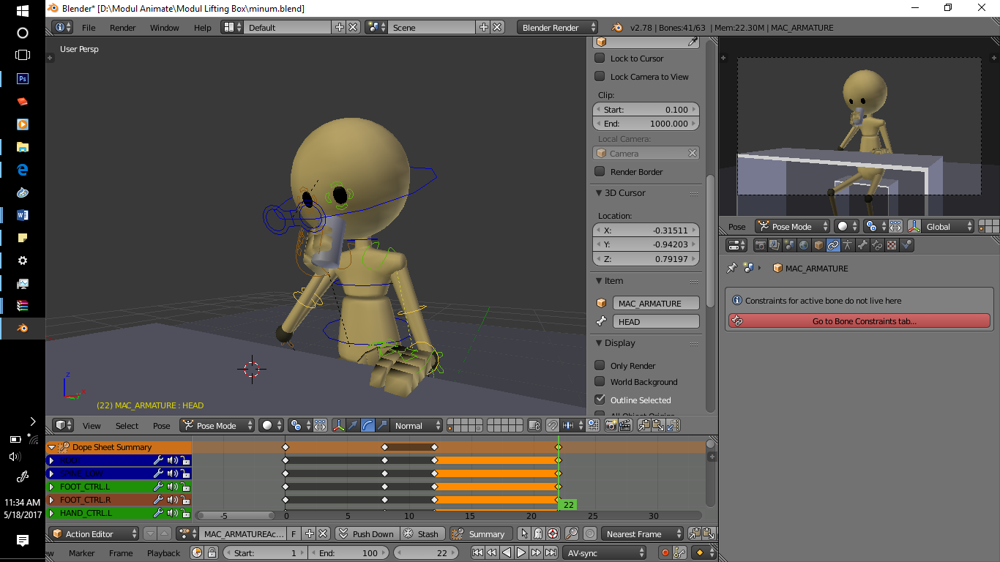 Blender* [D:\Modul Animate\Modul Lifting Box\minum.blend]
File Render Window Help Default Scene Blender Render v2.78 | Bones:41/63 | Mem:22.30M | MAC_ARMATURE
User Persp
Lock to Cursor
Lock Camera to View
Clip:
Start: 0.100
End: 1000.000
Local Camera:
Camera
Render Border
3D Cursor
Location:
X: -0.31511
Y: -0.94203
Z: 0.79197
Item
MAC_ARMATURE
HEAD
Display
Only Render
World Background
Outline Selected
All Object Origins
z
x
(22) MAC_ARMATURE : HEAD
View Select Pose Pose Mode Normal
Pose Pose Mode Global
MAC_ARMATURE
Constraints for active bone do not live here
Go to Bone Constraints tab...
Dope Sheet Summary
ROOT
SPINE_LOW
FOOT_CTRL.L
FOOT_CTRL.R
HAND_CTRL.L
22
-5 0 5 10 15 30
Action Editor MAC_ARMATUREAc... F Push Down Stash Summary Nearest Frame
Marker Frame Playback Start: 1 End: 100 22 AV-sync
Ps
11:34 AM
5/18/2017